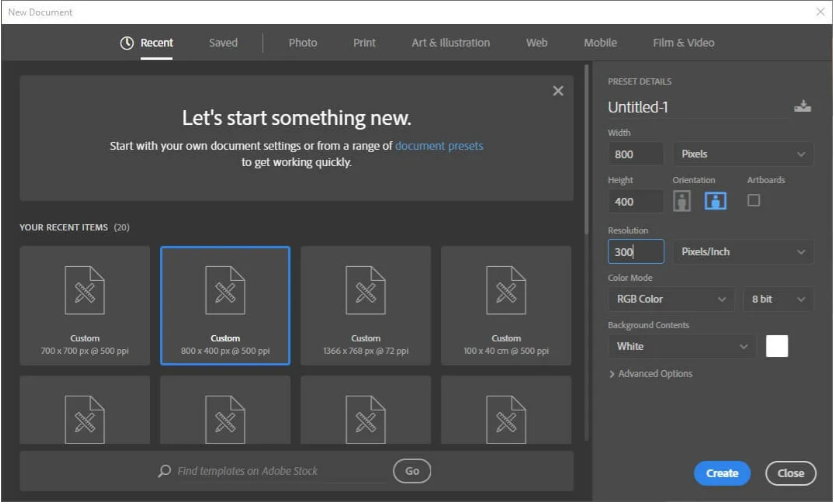 New Document
Recent Saved Photo Print Art & Illustration Web Mobile Film & Video
Let's start something new.
Start with your own document settings or from a range of document presets
to get working quickly.
YOUR RECENT ITEMS (20)
Custom
700 x 700 px @ 500 ppi
Custom
800 x 400 px @ 500 ppi
Custom
1366 x 768 px @ 72 ppi
Custom
100 x 40 cm @ 500 ppi
Find templates on Adobe Stock
Go
PRESET DETAILS
Untitled-1
Width
800 Pixels
Height Orientation Artboards
400
Resolution
300 Pixels/Inch
Color Mode
RGB Color 8 bit
Background Contents
White
Advanced Options
Create Close